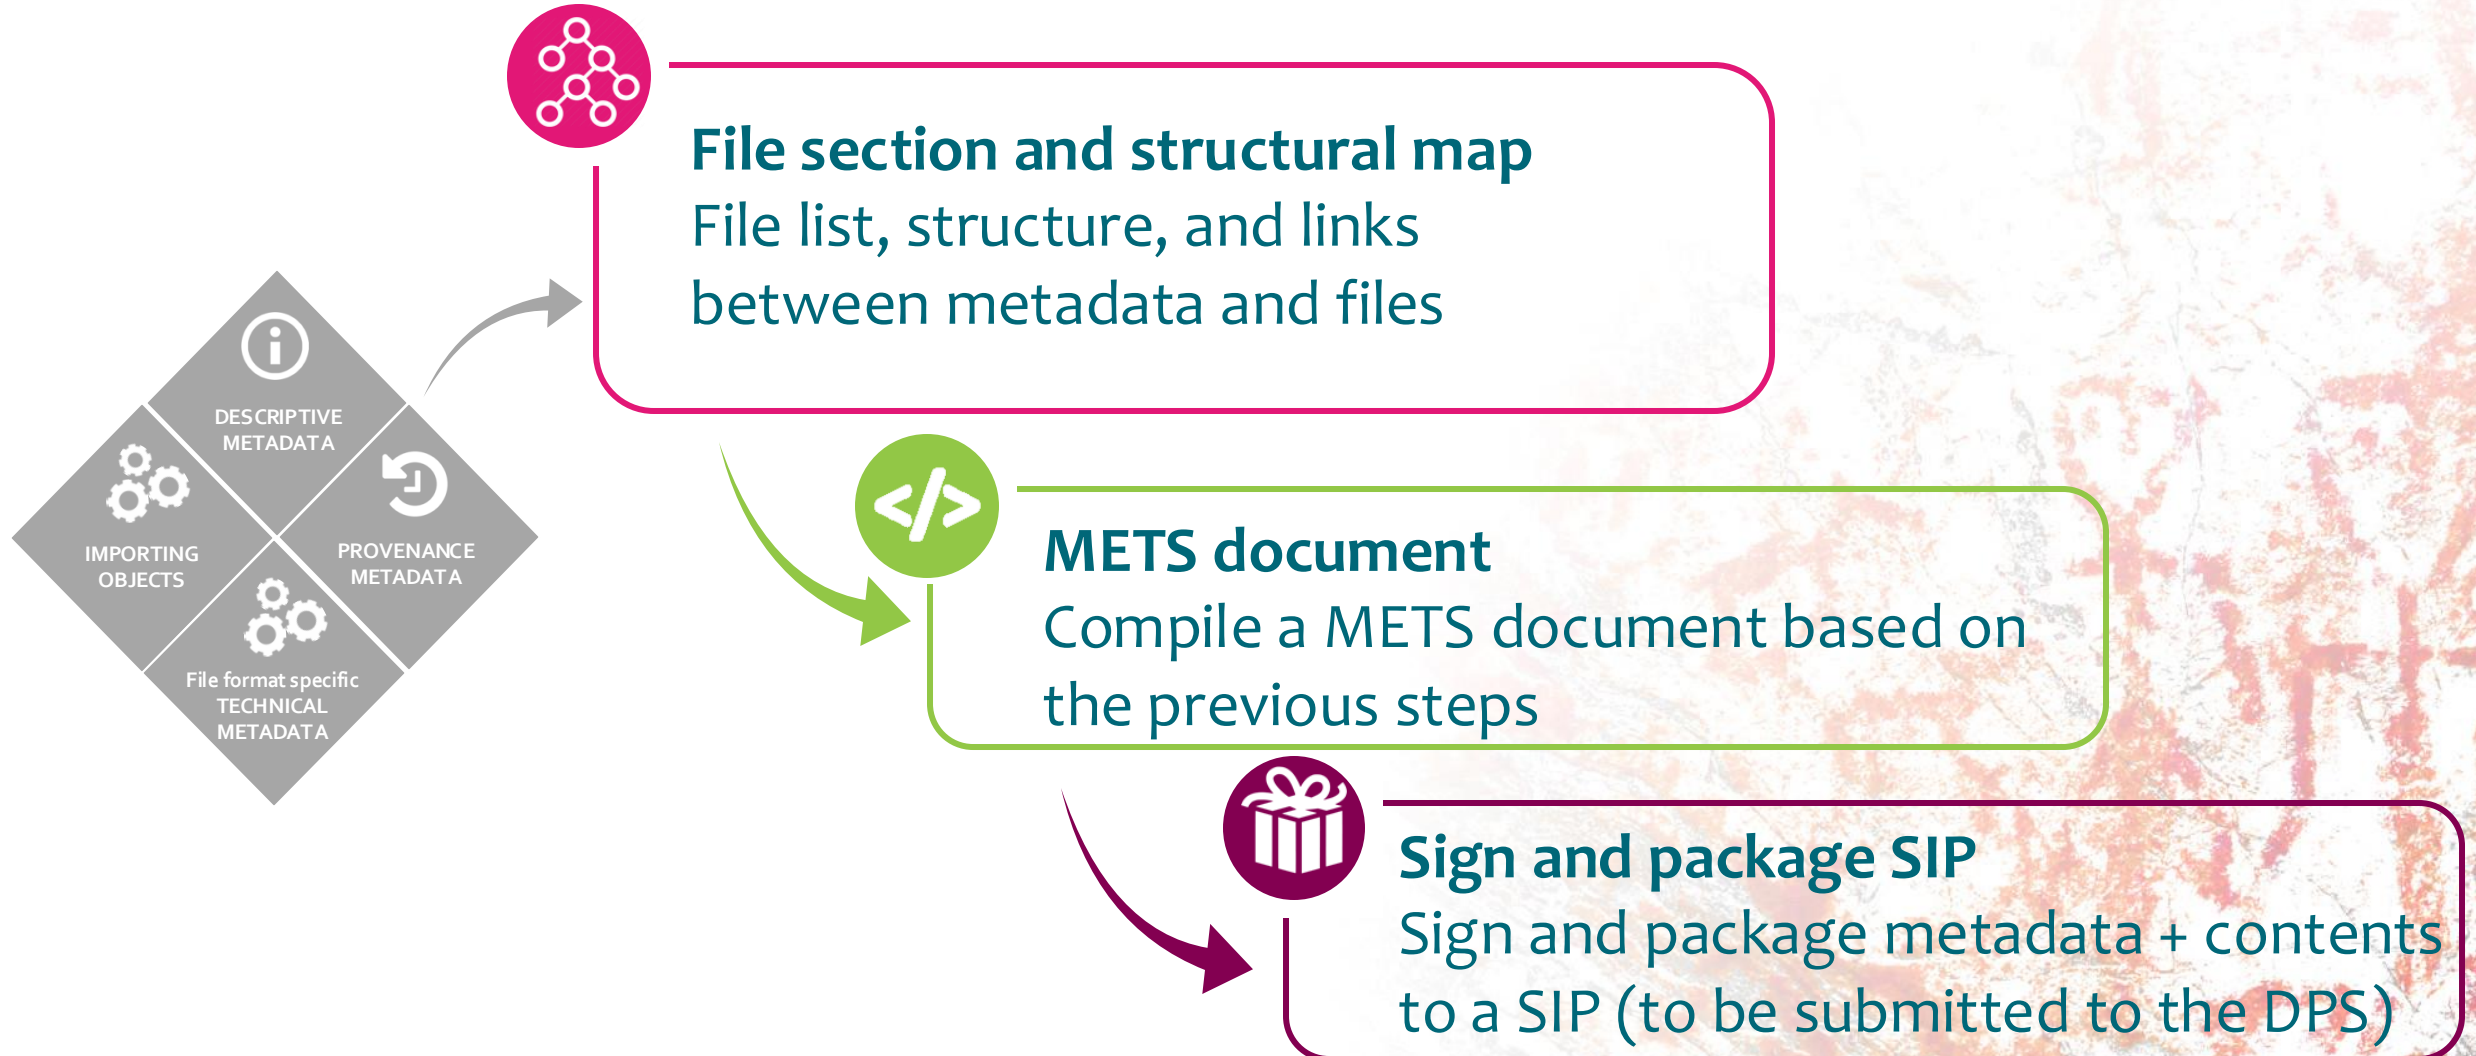 File section and structural map
File list, structure, and links
between metadata and files
DESCRIPTIVE
METADATA
IMPORTING
OBJECTS
PROVENANCE
METADATA
File format specific
TECHNICAL
METADATA
</>
METS document
Compile a METS document based on
the previous steps
Sign and package SIP
Sign and package metadata + contents
to a SIP (to be submitted to the DPS)